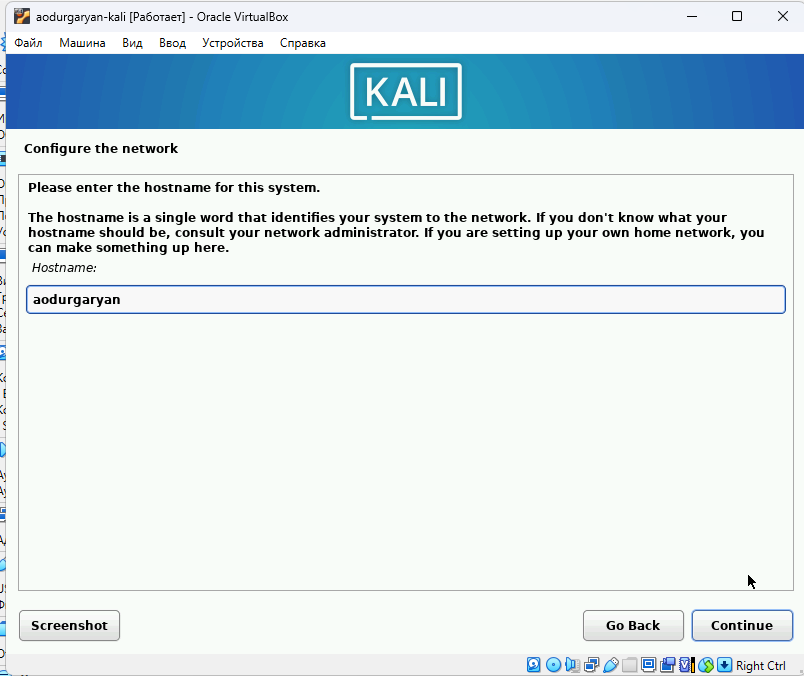 aodurgaryan-kali [Работает] - Oracle VirtualBox
Файл Машина Вид Ввод Устройства Справка
KALI
Configure the network
Please enter the hostname for this system.
The hostname is a single word that identifies your system to the network. If you don't know what your
hostname should be, consult your network administrator. If you are setting up your own home network, you
can make something up here.
Hostname:
aodurgaryan
Screenshot Go Back Continue
Right Ctrl